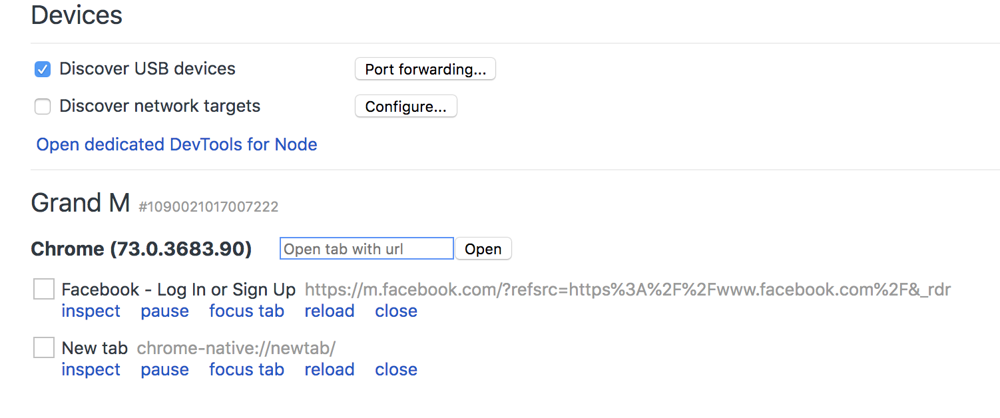 Devices
Discover USB devices Port forwarding...
Discover network targets Configure...
Open dedicated DevTools for Node
Grand M #1090021017007222
Chrome (73.0.3683.90) Open tab with url Open
Facebook - Log In or Sign Up https://m.facebook.com/?refsrc=https%3A%2F%2Fwww.facebook.com%2F&_rdr
inspect pause focus tab reload close
New tab chrome-native://newtab/
inspect pause focus tab reload close